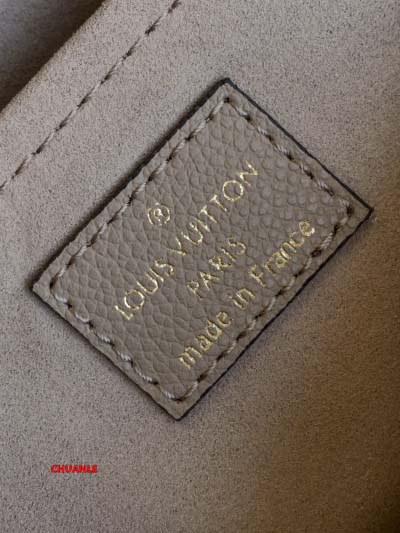 ®
LOUIS VUITTON
PARIS
made in France
CHUANLE